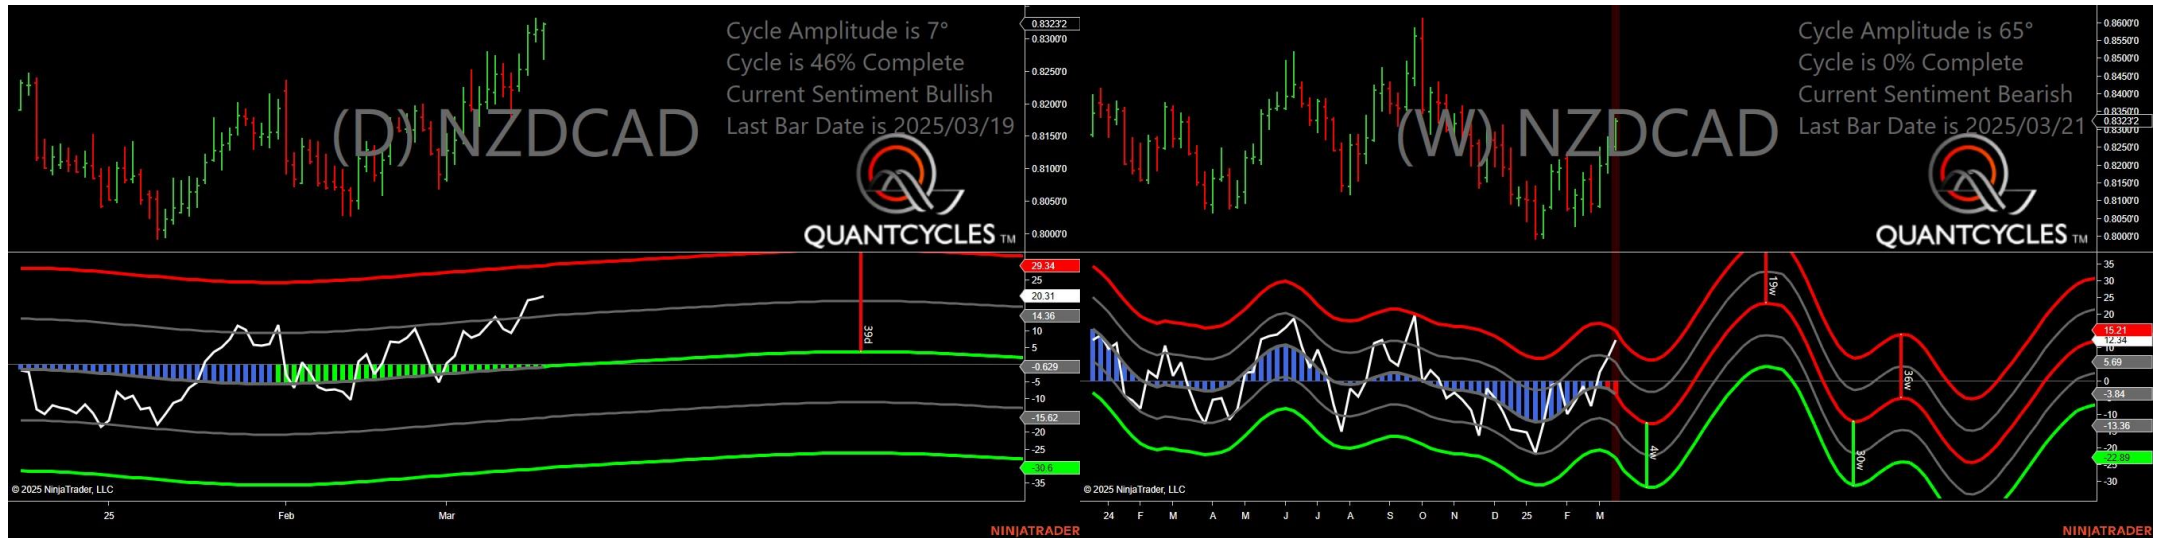 Cycle Amplitude is 7°
Cycle is 46% Complete
Current Sentiment Bullish
Last Bar Date is 2025/03/19
(D) NZDCAD
QUANTCYCLES TM
0.8323'2
0.8300'0
0.8250'0
0.8200'0
0.8150'0
0.8100'0
0.8050'0
0.8000'0
29.34
25
20.31
14.36
10
5
-0.629
-5
-10
-15.62
-20
-25
-30.6
-35
39d
© 2025 NinjaTrader, LLC
25 Feb Mar
NINJATRADER
Cycle Amplitude is 65°
Cycle is 0% Complete
Current Sentiment Bearish
Last Bar Date is 2025/03/21
(W) NZDCAD
QUANTCYCLES TM
0.8600'0
0.8550'0
0.8500'0
0.8450'0
0.8400'0
0.8350'0
0.8323'2
0.8300'0
0.8250'0
0.8200'0
0.8150'0
0.8100'0
0.8050'0
0.8000'0
35
30
25
20
15.21
12.34
10
5.69
0
-3.84
-10
-13.36
-20
-22.89
-25
-30
4w
19w
30w
36w
© 2025 NinjaTrader, LLC
24 F M A M J J A S O N D 25 F M
NINJATRADER